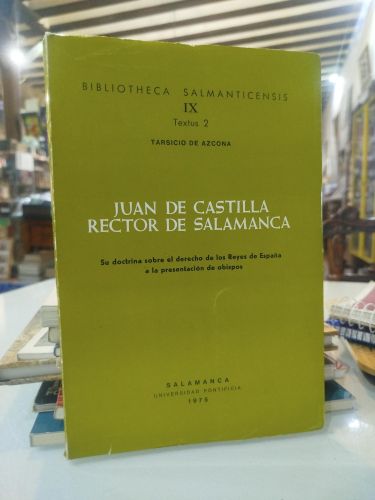 BIBLIOTHECA SALMANTICENSIS
IX
Textus 2
TARSICIO DE AZCONA
JUAN DE CASTILLA
RECTOR DE SALAMANCA
Su doctrina sobre el derecho de los Reyes de España
a la presentación de obispos
SALAMANCA
UNIVERSIDAD PONTIFICIA
1975